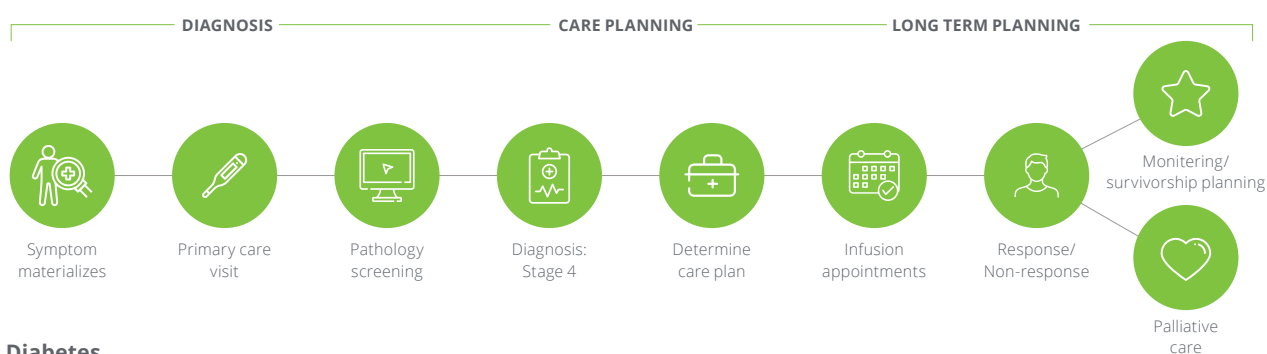 DIAGNOSIS
CARE PLANNING
LONG TERM PLANNING
Symptom
materializes
Primary care
visit
Pathology
screening
Diagnosis:
Stage 4
Determine
care plan
Infusion
appointments
Response/
Non-response
Monitering/
survivorship planning
Palliative
care
Diabetes